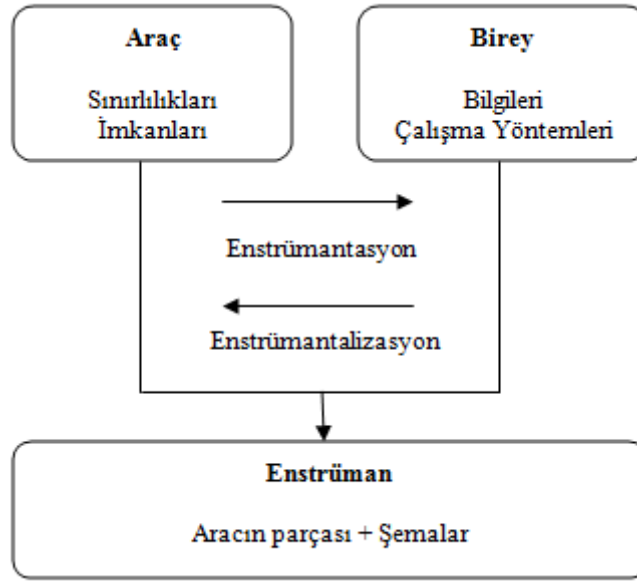 Araç
Sınırlılıkları
İmkanları
Birey
Bilgileri
Çalışma Yöntemleri
Enstrümantasyon
Enstrümantalizasyon
Enstrüman
Aracın parçası + Şemalar